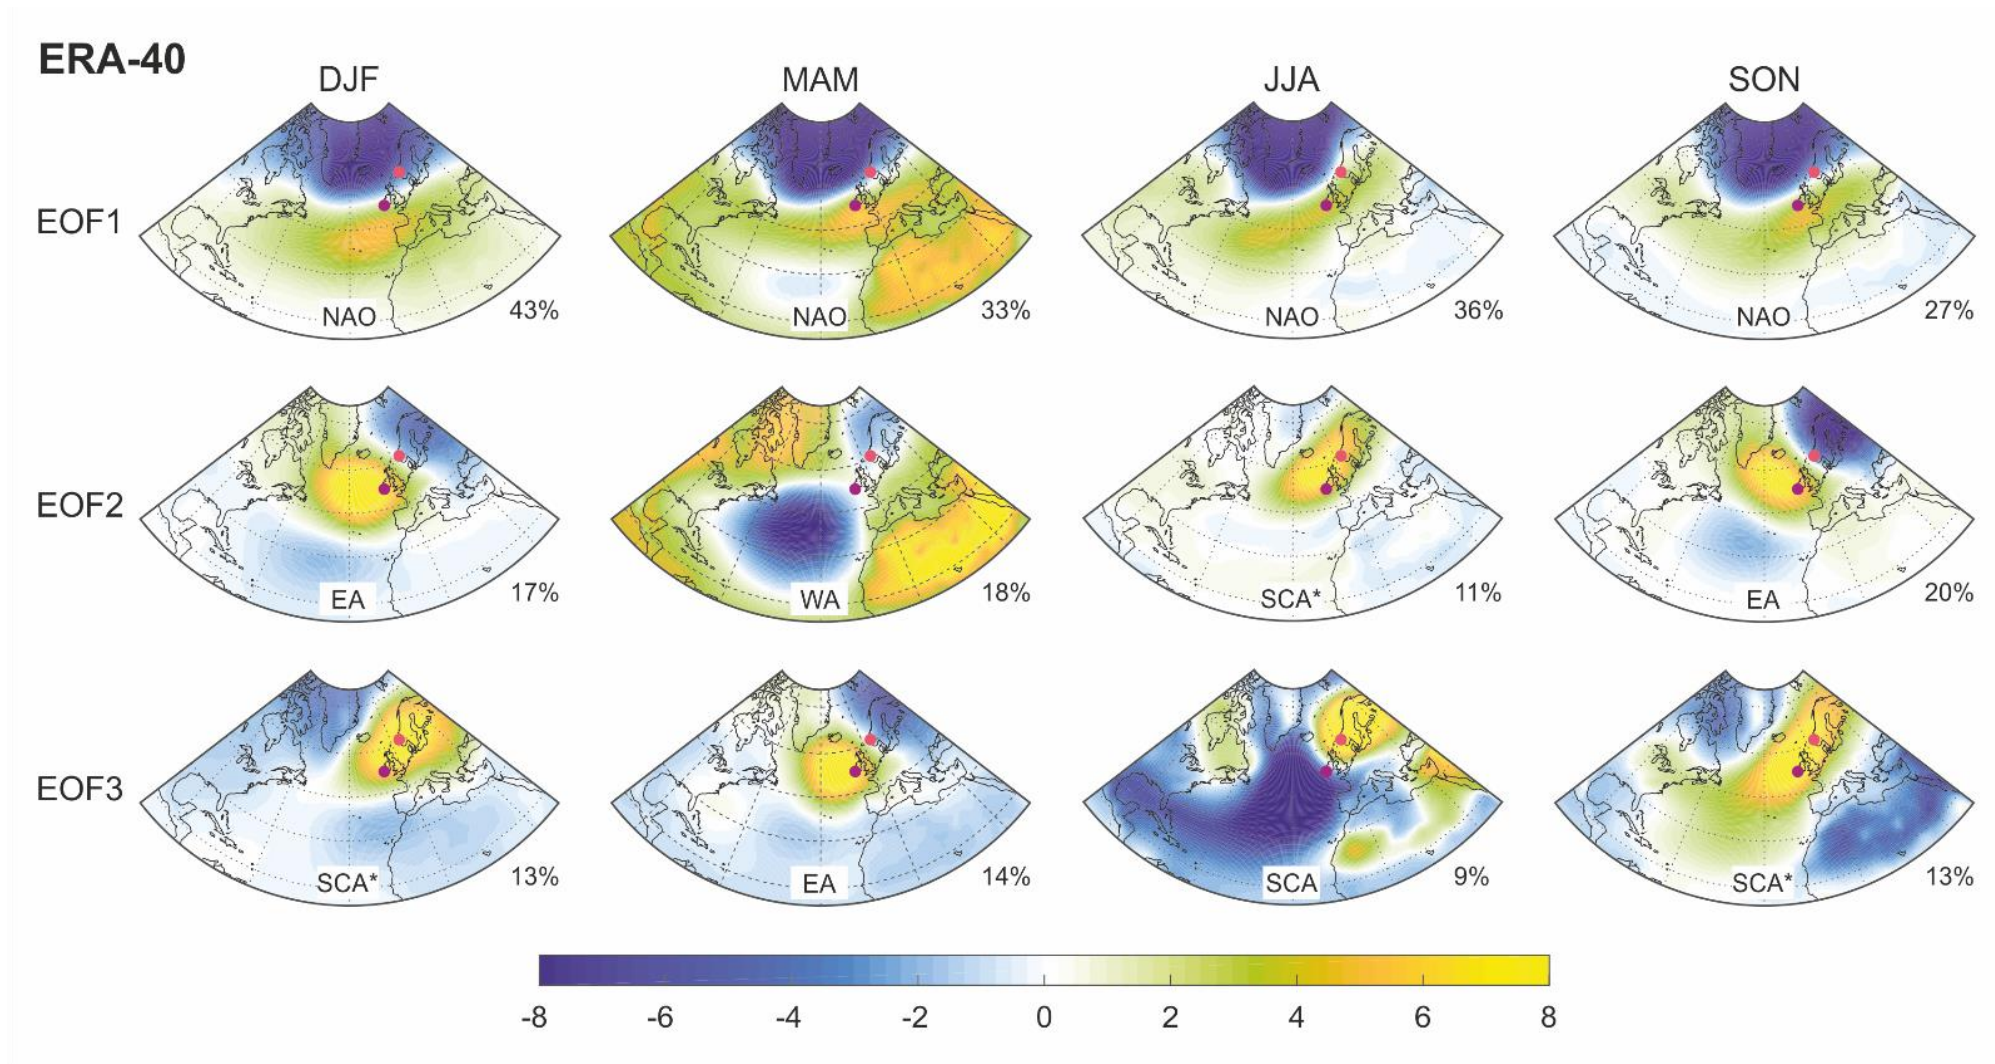 ERA-40
DJF MAM JJA SON
EOF1
NAO 43% NAO 33% NAO 36% NAO 27%
EOF2
EA 17% WA 18% SCA* 11% EA 20%
EOF3
SCA* 13% EA 14% SCA 9% SCA* 13%
-8 -6 -4 -2 0 2 4 6 8